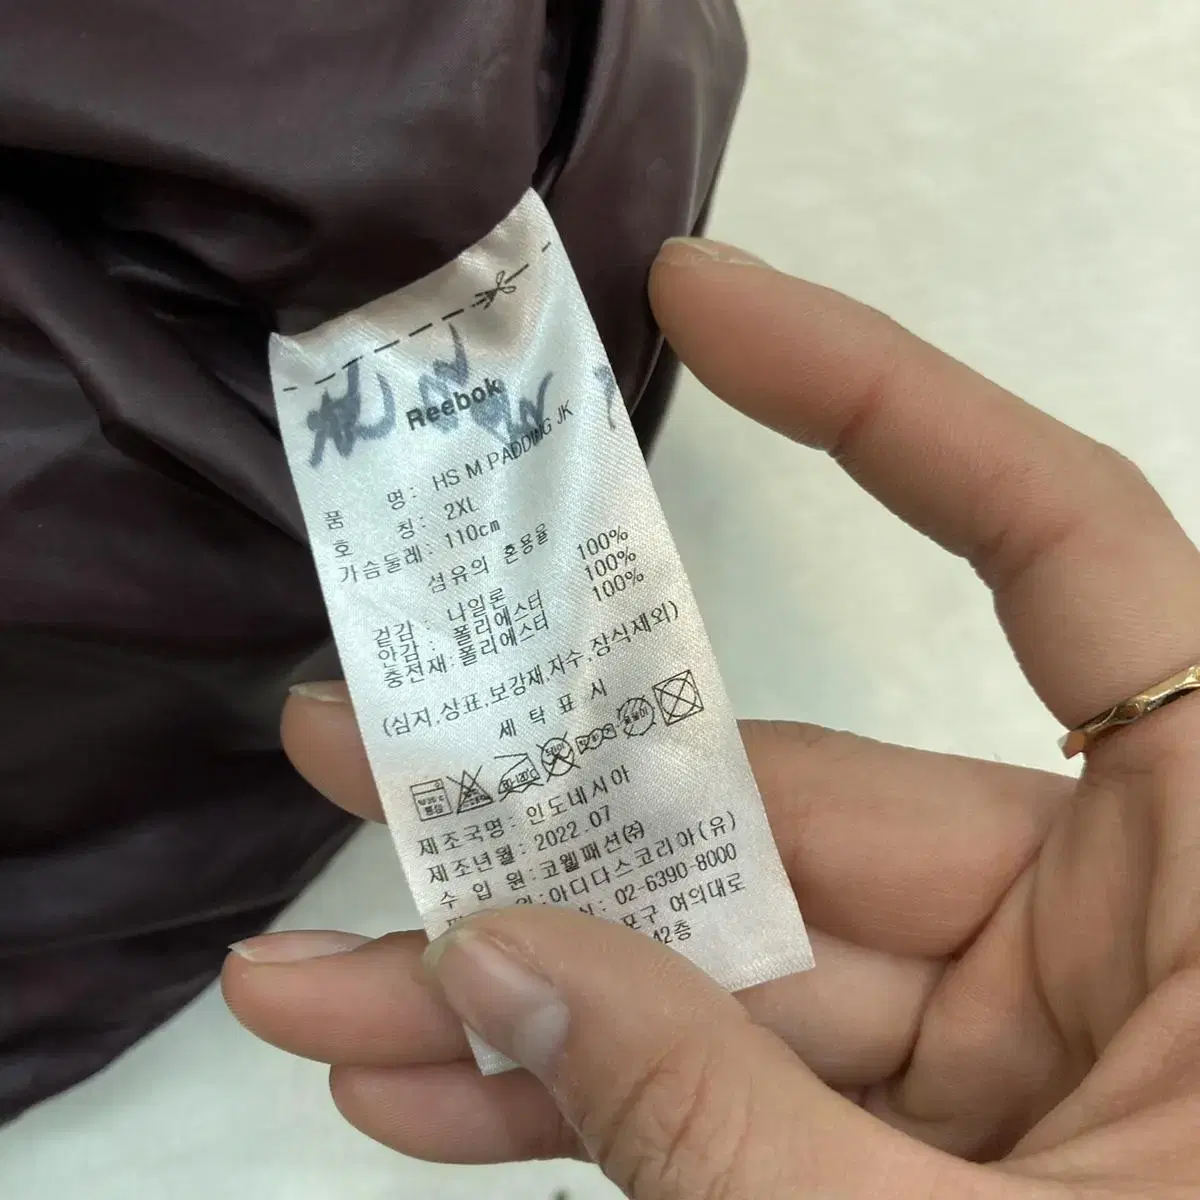 Reebok
품 명: HS M PADDING JK
호 칭: 2XL
가슴둘레: 110cm
섬유의 혼용율
겉감 : 나일론 100%
안감 : 폴리에스터 100%
충전재: 폴리에스터 100%
(심지,상표,보강재,자수,장식제외)
세 탁 표 시
제조국명: 인도네시아
제조년월: 2022.07
수 입 원: 코웰패션(주)
원:아디다스코리아(유)
02-6390-8000
포구 여의대로
42층